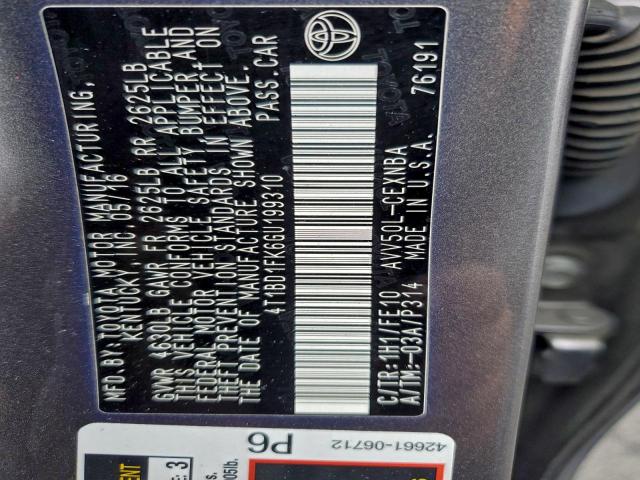 MFD.BY:TOYOTA MOTOR MANUFACTURING,
KENTUCKY, INC. 05/16
GVWR 4630LB GAWR FR 2625LB RR 2625LB
THIS VEHICLE CONFORMS TO ALL APPLICABLE
FEDERAL MOTOR VEHICLE SAFETY, BUMPER, AND
THEFT PREVENTION STANDARDS IN EFFECT ON
THE DATE OF MANUFACTURE SHOWN ABOVE.
4T1BD1FK6GU199310 PASS.CAR
C/TR:1H1/FE10 AVV50L-CEXNBA
A/TM:-03A/P314 MADE IN U.S.A. 76191
TOYOTA
P6
42661-06712